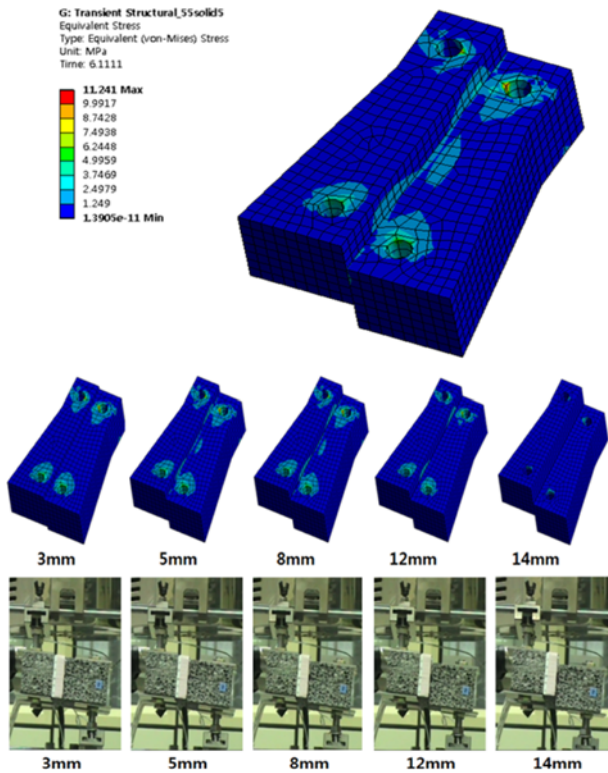 G: Transient Structural_55solid5
Equivalent Stress
Type: Equivalent (von-Mises) Stress
Unit: MPa
Time: 6.1111
11.241 Max
9.9917
8.7428
7.4938
6.2448
4.9959
3.7469
2.4979
1.249
1.3905e-11 Min
3mm 5mm 8mm 12mm 14mm
3mm 5mm 8mm 12mm 14mm